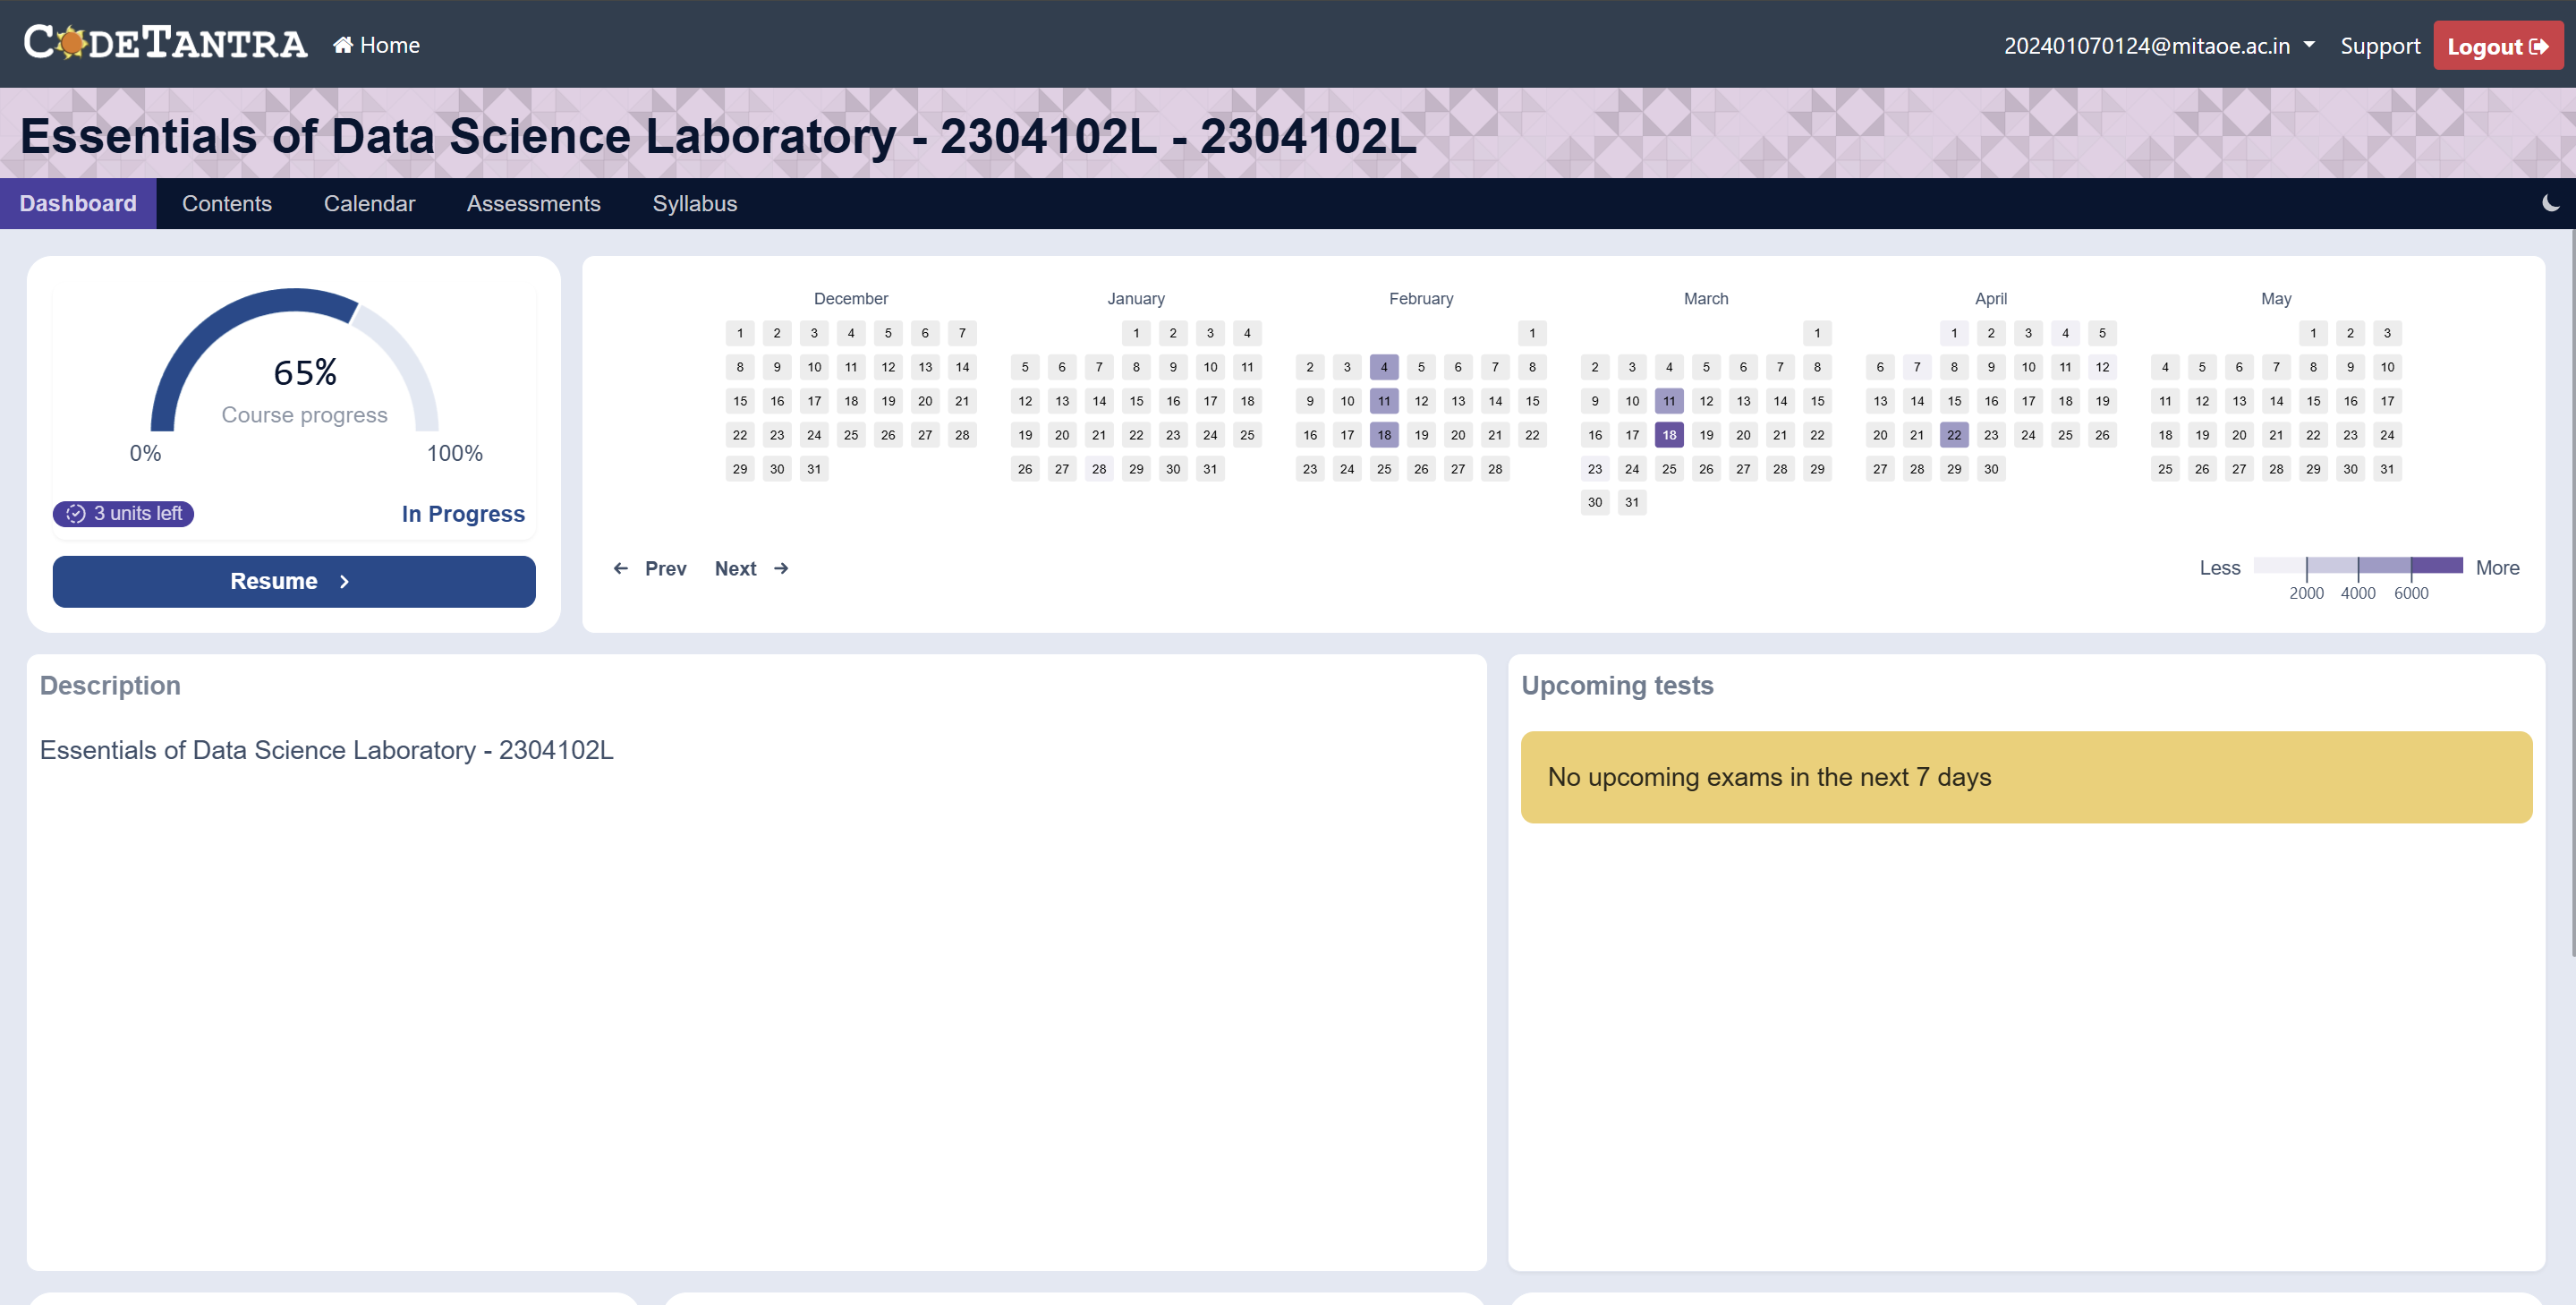 CODETANTRA Home 202401070124@mitaoe.ac.in Support Logout
Essentials of Data Science Laboratory - 2304102L - 2304102L
Dashboard Contents Calendar Assessments Syllabus
65%
Course progress
0% 100%
3 units left In Progress
Resume
December
1 2 3 4 5 6 7
8 9 10 11 12 13 14
15 16 17 18 19 20 21
22 23 24 25 26 27 28
29 30 31
January
1 2 3 4
5 6 7 8 9 10 11
12 13 14 15 16 17 18
19 20 21 22 23 24 25
26 27 28 29 30 31
February
1
2 3 4 5 6 7 8
9 10 11 12 13 14 15
16 17 18 19 20 21 22
23 24 25 26 27 28
March
1
2 3 4 5 6 7 8
9 10 11 12 13 14 15
16 17 18 19 20 21 22
23 24 25 26 27 28 29
30 31
April
1 2 3 4 5
6 7 8 9 10 11 12
13 14 15 16 17 18 19
20 21 22 23 24 25 26
27 28 29 30
May
1 2 3
4 5 6 7 8 9 10
11 12 13 14 15 16 17
18 19 20 21 22 23 24
25 26 27 28 29 30 31
Prev Next
Less More
2000 4000 6000
Description
Essentials of Data Science Laboratory - 2304102L
Upcoming tests
No upcoming exams in the next 7 days